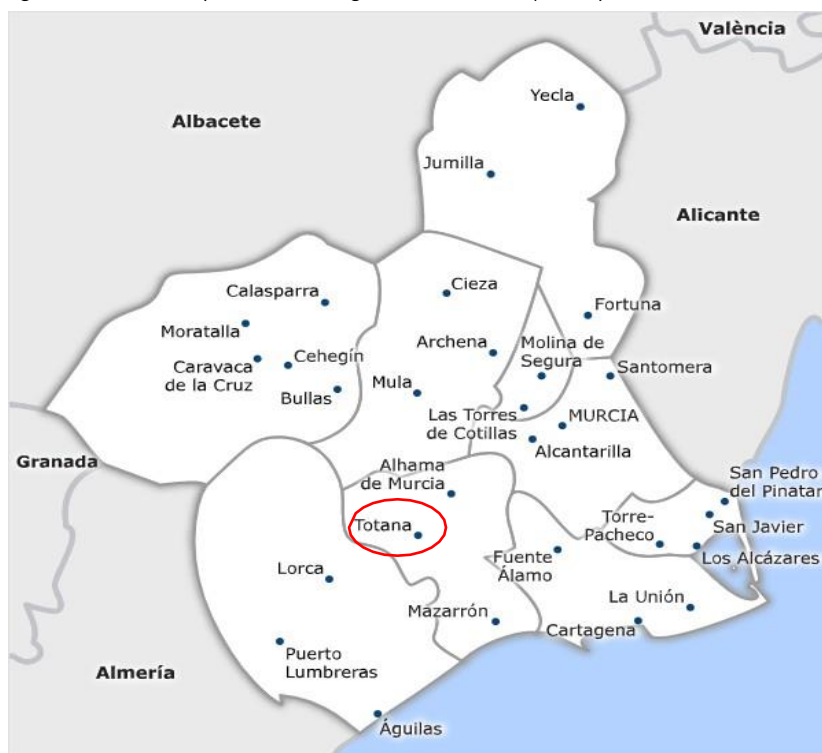 València
Yecla
Albacete
Jumilla
Alicante
Calasparra
Cieza
Fortuna
Moratalla
Archena
Molina de
Segura
Santomera
Caravaca
de la Cruz
Cehegín
Bullas
Mula
Las Torres
de Cotillas
MURCIA
Alcantarilla
Granada
Alhama
de Murcia
San Pedro
del Pinatar
Totana
Torre-
Pacheco
San Javier
Los Alcázares
Fuente
Álamo
Lorca
La Unión
Mazarrón
Cartagena
Puerto
Lumbreras
Almería
Águilas